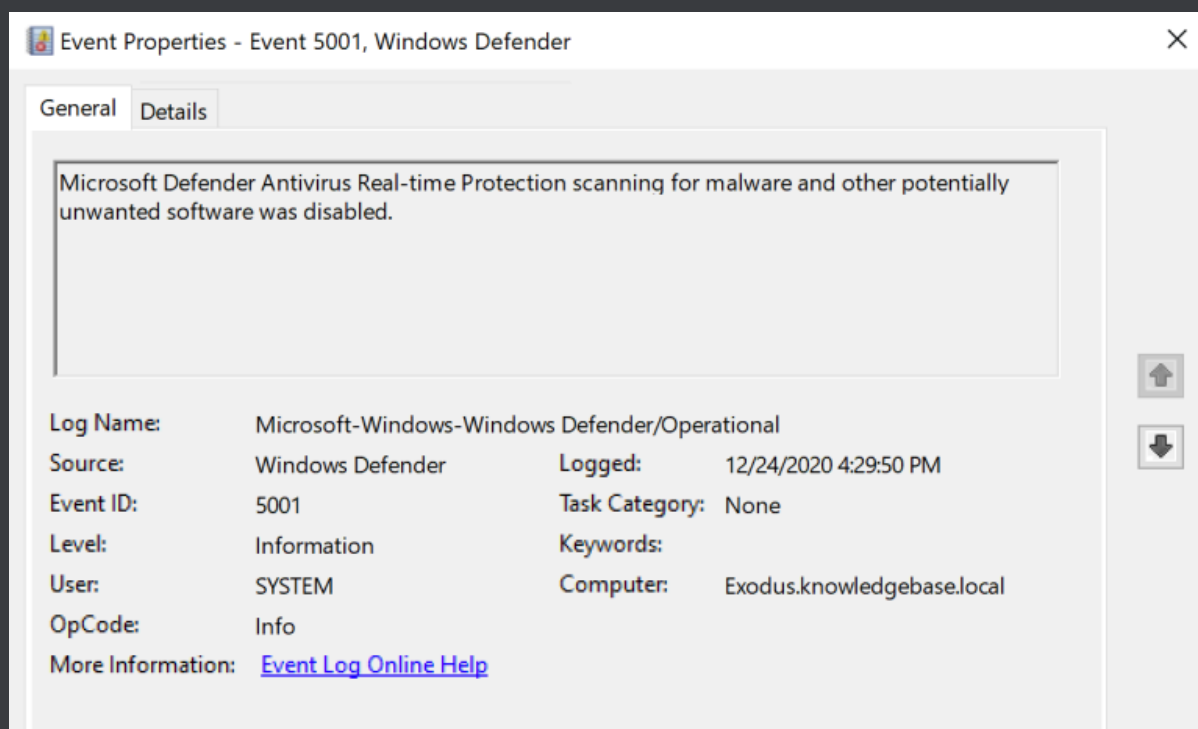 Event Properties - Event 5001, Windows Defender
General Details
Microsoft Defender Antivirus Real-time Protection scanning for malware and other potentially
unwanted software was disabled.
Log Name: Microsoft-Windows-Windows Defender/Operational
Source: Windows Defender Logged: 12/24/2020 4:29:50 PM
Event ID: 5001 Task Category: None
Level: Information Keywords:
User: SYSTEM Computer: Exodus.knowledgebase.local
OpCode: Info
More Information: Event Log Online Help